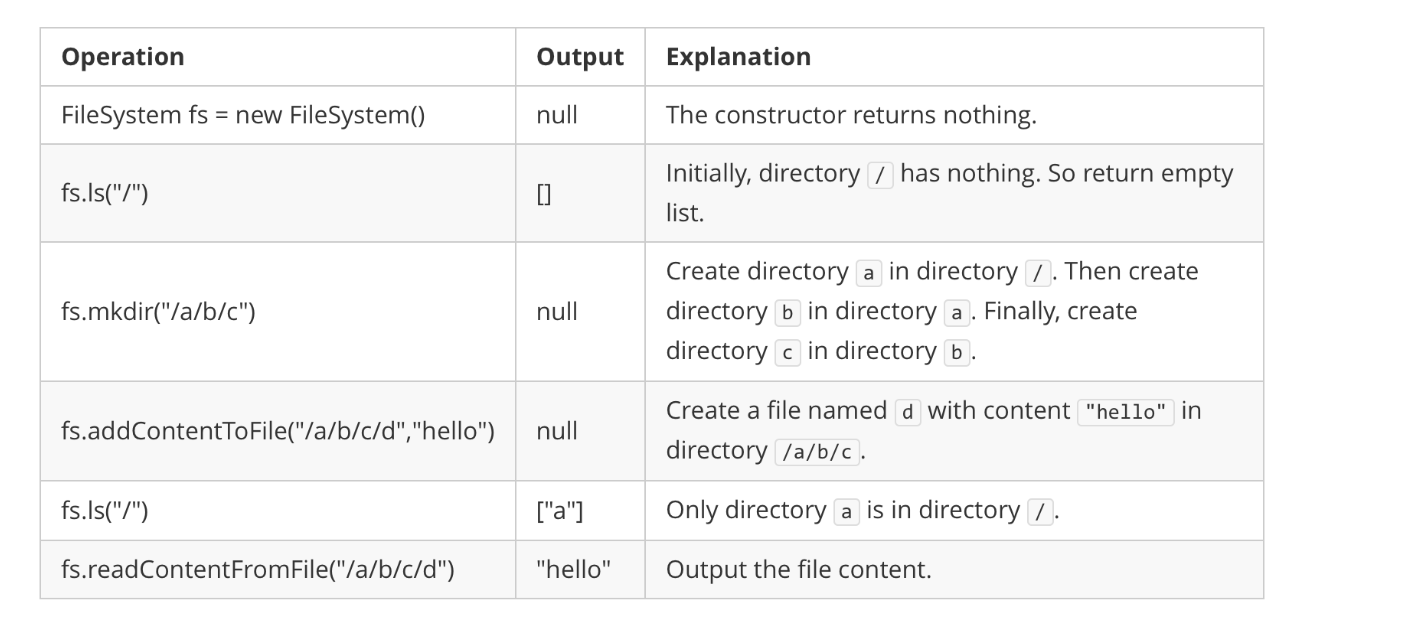 Operation Output Explanation
FileSystem fs = new FileSystem() null The constructor returns nothing.
fs.ls("/") [] Initially, directory / has nothing. So return empty
list.
fs.mkdir("/a/b/c") null Create directory a in directory /. Then create
directory b in directory a. Finally, create
directory c in directory b.
fs.addContentToFile("/a/b/c/d","hello") null Create a file named d with content "hello" in
directory /a/b/c.
fs.ls("/") ["a"] Only directory a is in directory /.
fs.readContentFromFile("/a/b/c/d") "hello" Output the file content.